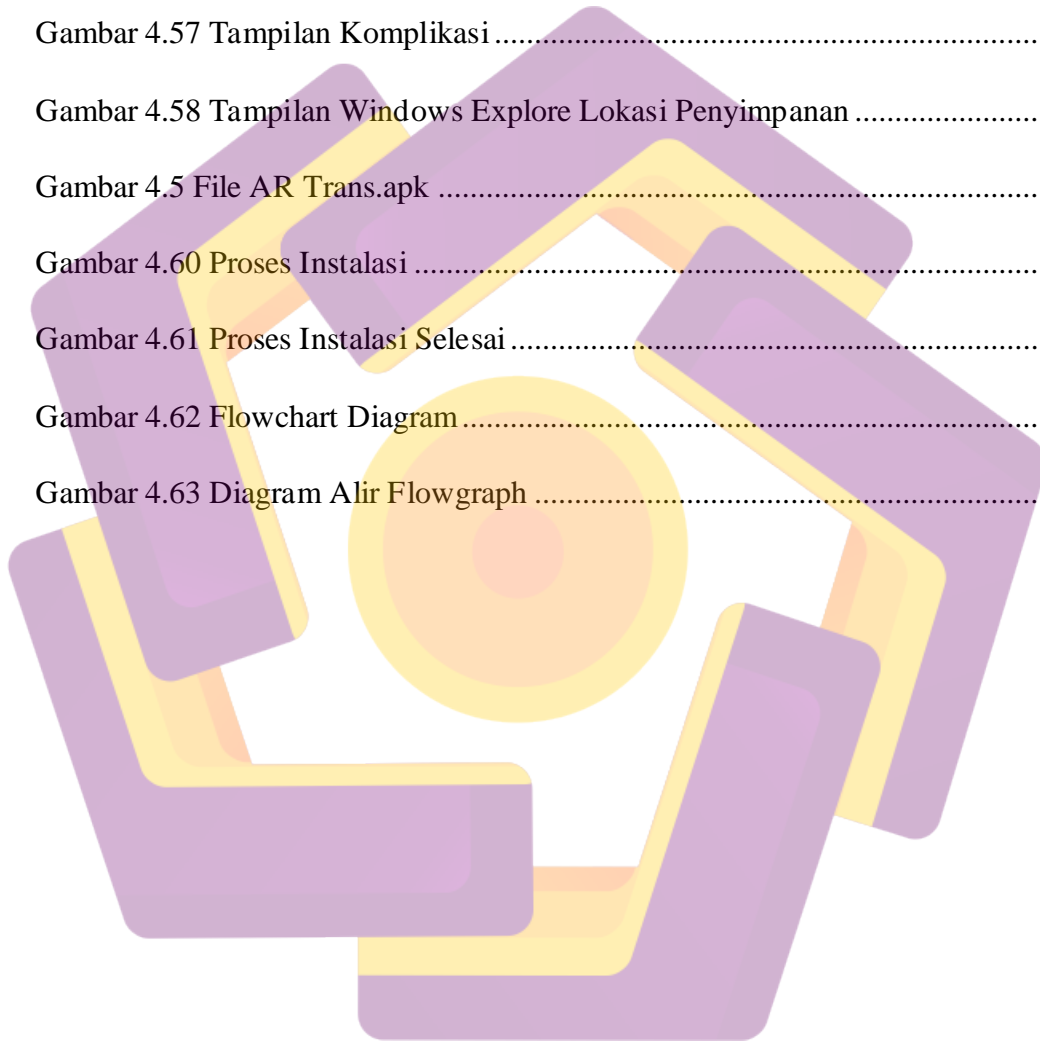 Gambar 4.57 Tampilan Komplikasi ....................................................................
Gambar 4.58 Tampilan Windows Explore Lokasi Penyimpanan .......................
Gambar 4.5 File AR Trans.apk ...........................................................................
Gambar 4.60 Proses Instalasi ..............................................................................
Gambar 4.61 Proses Instalasi Selesai ..................................................................
Gambar 4.62 Flowchart Diagram ........................................................................
Gambar 4.63 Diagram Alir Flowgraph ...............................................................